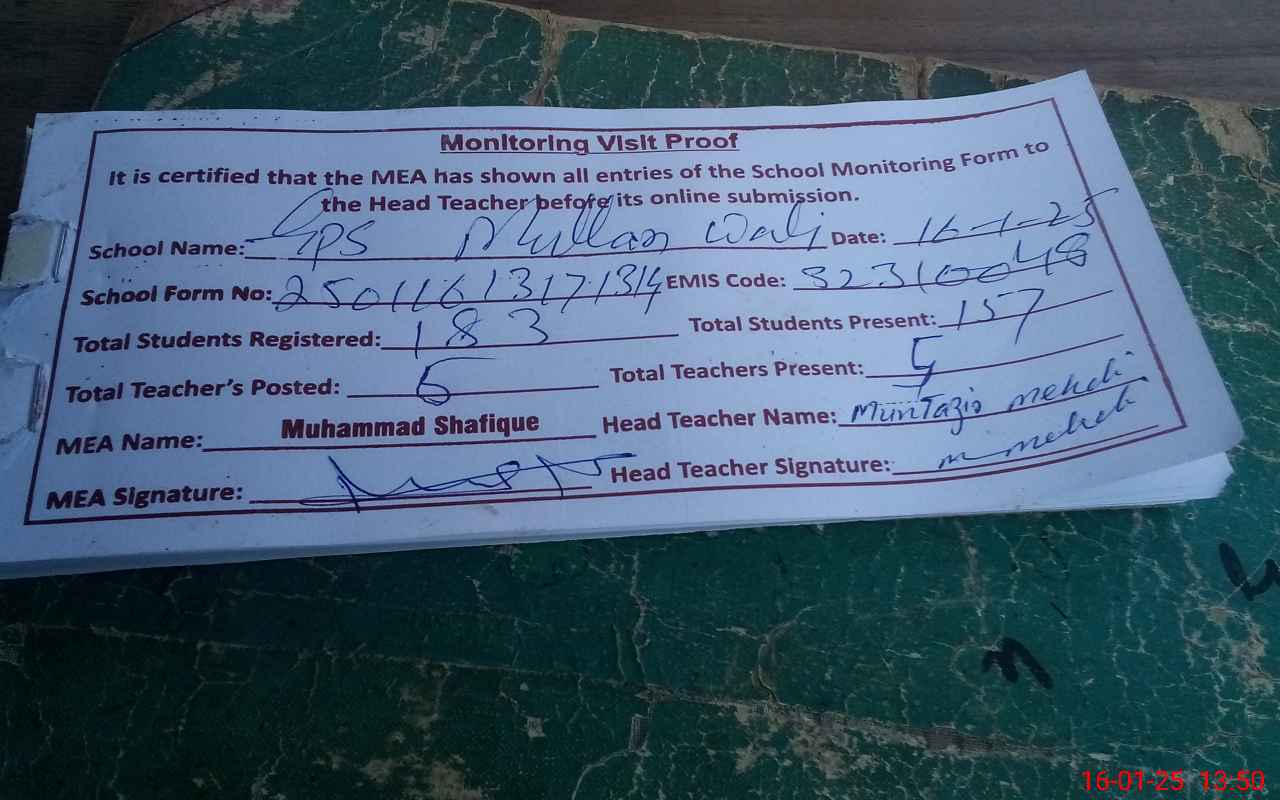 Monitoring Visit Proof
It is certified that the MEA has shown all entries of the School Monitoring Form to
the Head Teacher before its online submission.
School Name: GPS Mullan Wali Date: 16-1-25
School Form No: 25011613171314 EMIS Code: 32310048
Total Students Registered: 183 Total Students Present: 157
Total Teacher's Posted: 5 Total Teachers Present: 5
MEA Name: Muhammad Shafique Head Teacher Name: Muntazir mehdi
MEA Signature: Head Teacher Signature: m mehdi
16-01-25 13:50